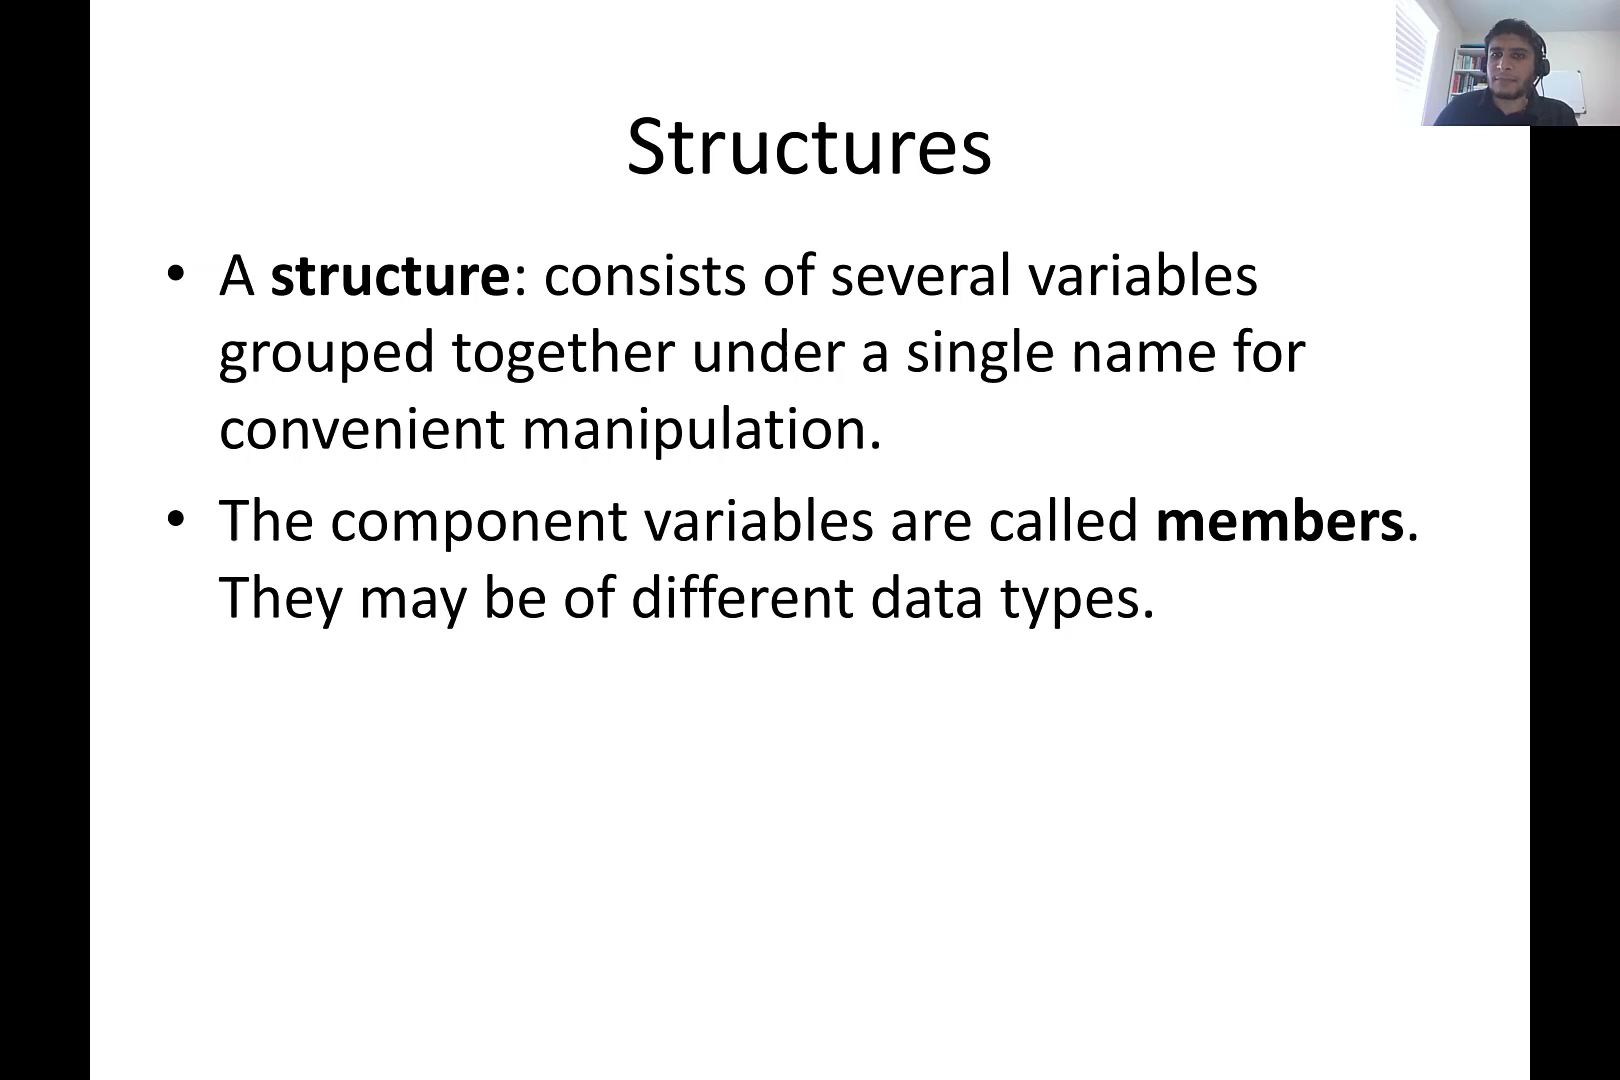 Structures
• A structure: consists of several variables
grouped together under a single name for
convenient manipulation.
• The component variables are called members.
They may be of different data types.